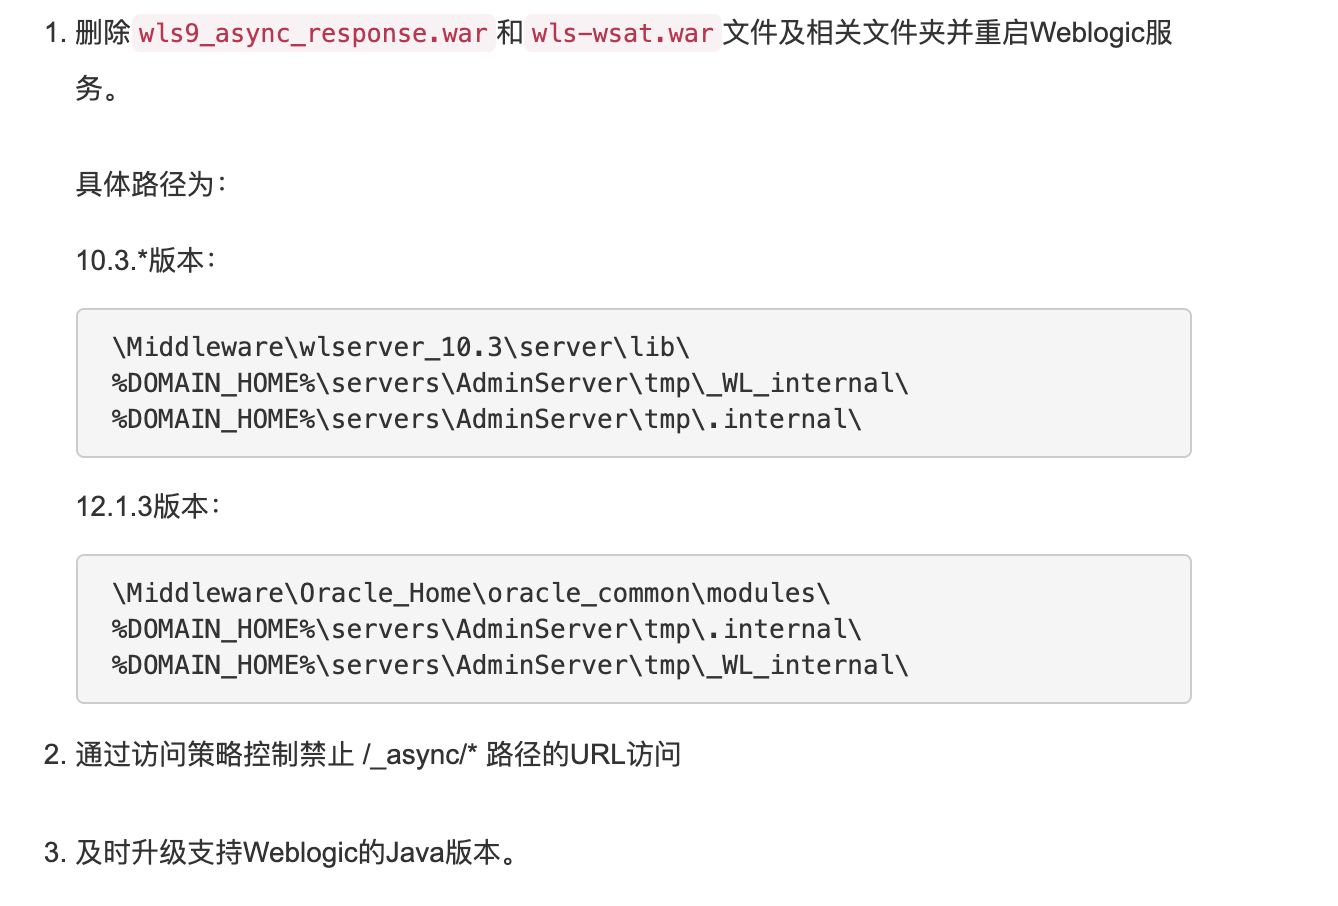 1. 删除 wls9_async_response.war 和 wls-wsat.war 文件及相关文件夹并重启Weblogic服
务。
具体路径为：
10.3.*版本：
\Middleware\wlserver_10.3\server\lib\
%DOMAIN_HOME%\servers\AdminServer\tmp\_WL_internal\
%DOMAIN_HOME%\servers\AdminServer\tmp\.internal\
12.1.3版本：
\Middleware\Oracle_Home\oracle_common\modules\
%DOMAIN_HOME%\servers\AdminServer\tmp\.internal\
%DOMAIN_HOME%\servers\AdminServer\tmp\_WL_internal\
2. 通过访问策略控制禁止 /_async/* 路径的URL访问
3. 及时升级支持Weblogic的Java版本。